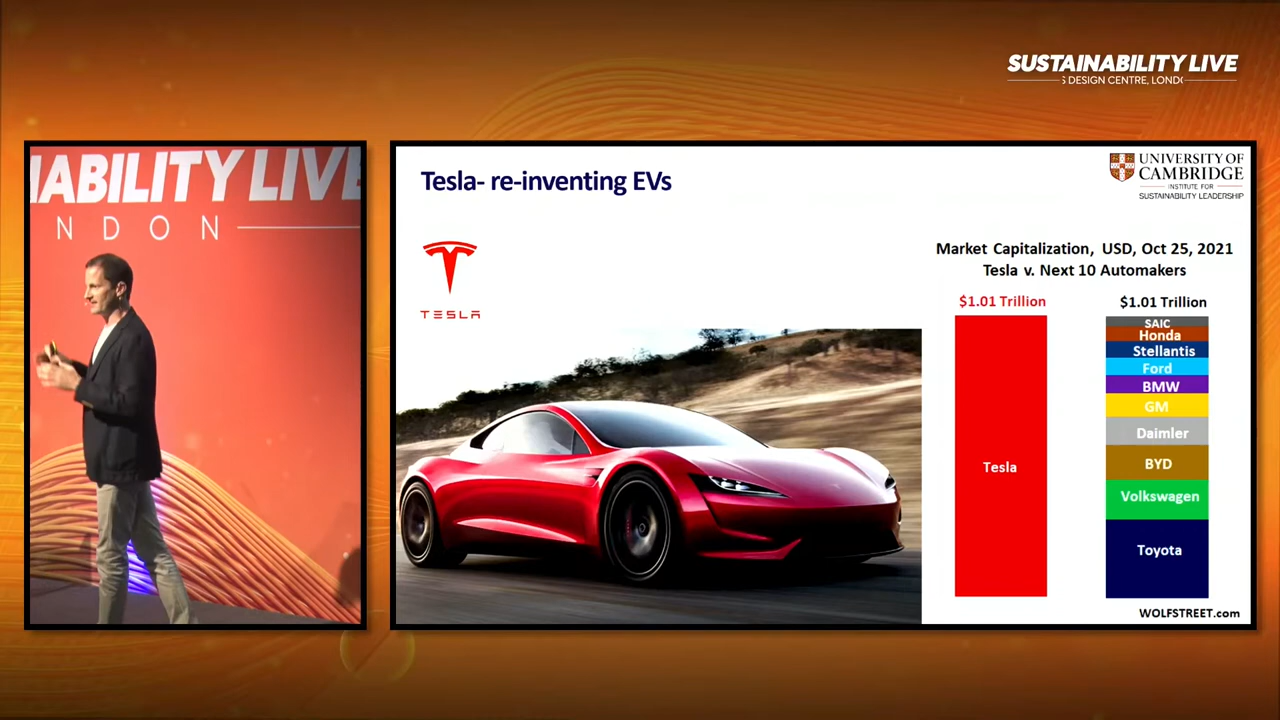 SUSTAINABILITY LIVE
S DESIGN CENTRE, LOND
NABILITY LIVE
NDON
Tesla- re-inventing EVs
UNIVERSITY OF
CAMBRIDGE
INSTITUTE FOR
SUSTAINABILITY LEADERSHIP
TESLA
Market Capitalization, USD, Oct 25, 2021
Tesla v. Next 10 Automakers
$1.01 Trillion
$1.01 Trillion
Tesla
SAIC
Honda
Stellantis
Ford
BMW
GM
Daimler
BYD
Volkswagen
Toyota
WOLFSTREET.com